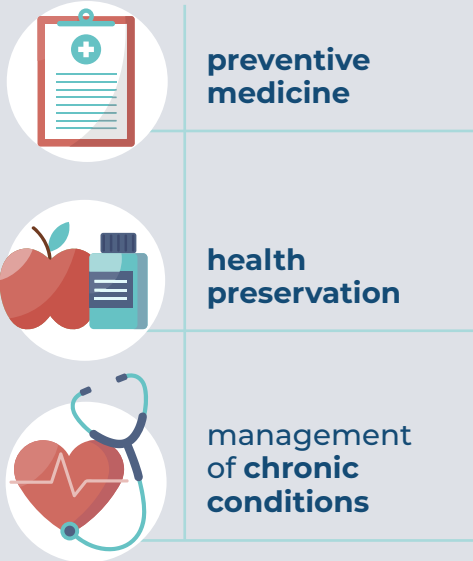 preventive
medicine
health
preservation
management
of chronic
conditions